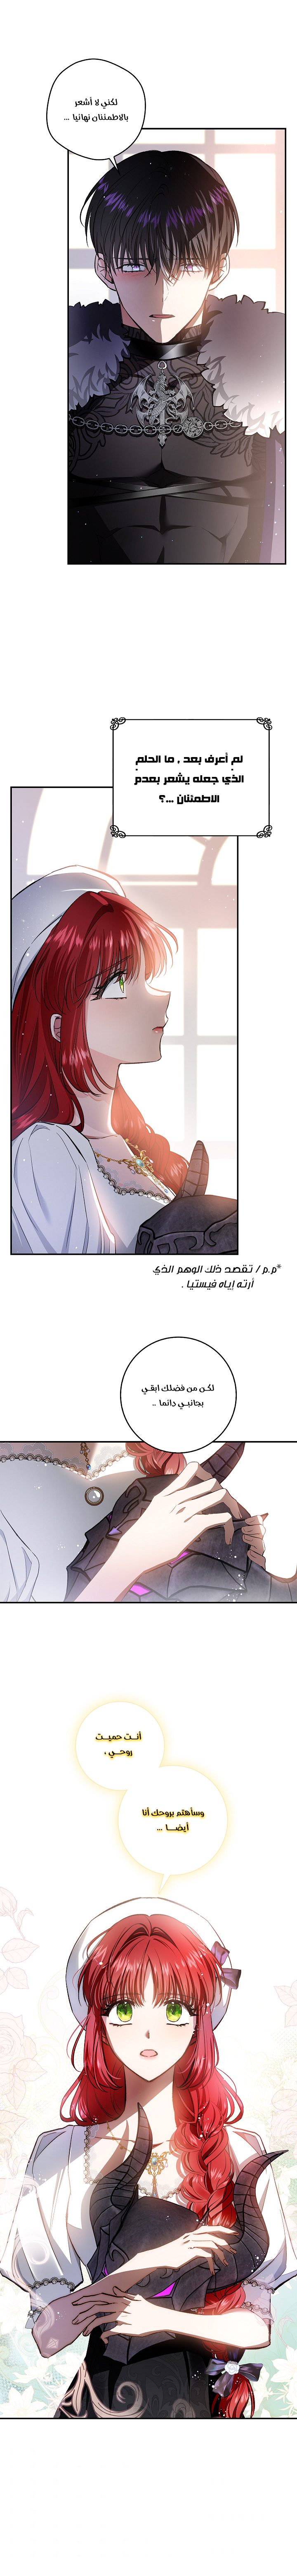 لكني لا أشعر
بالاطمئنان نهائيا ...
لم أعرف بعد , ما الحلم
الذي جعله يشعر بعدم
الاطمئنان ...؟
*م.م / تقصد ذلك الوهم الذي
أرته إياه فيستيا .
لكن من فضلك ابقي
بجانبي دائما ..
أنت حميت
روحي ,
وسأهتم بروحك أنا
أيضا ...